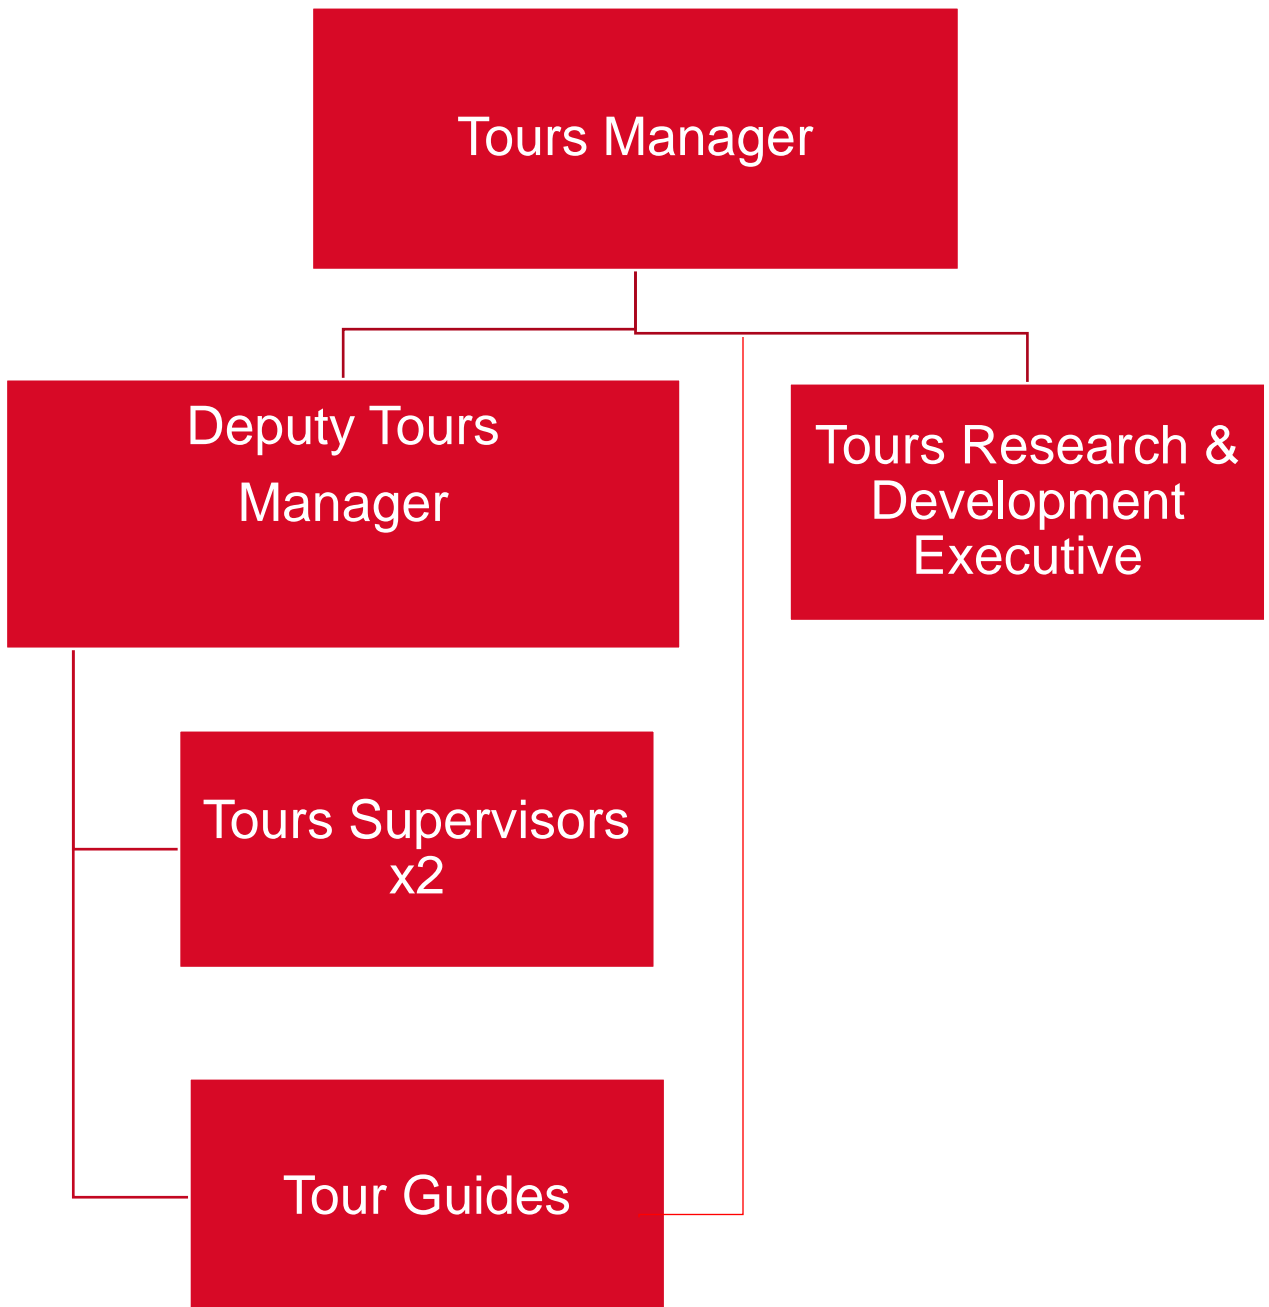 Tours Manager
Deputy Tours
Manager
Tours Research &
Development
Executive
Tours Supervisors
x2
Tour Guides